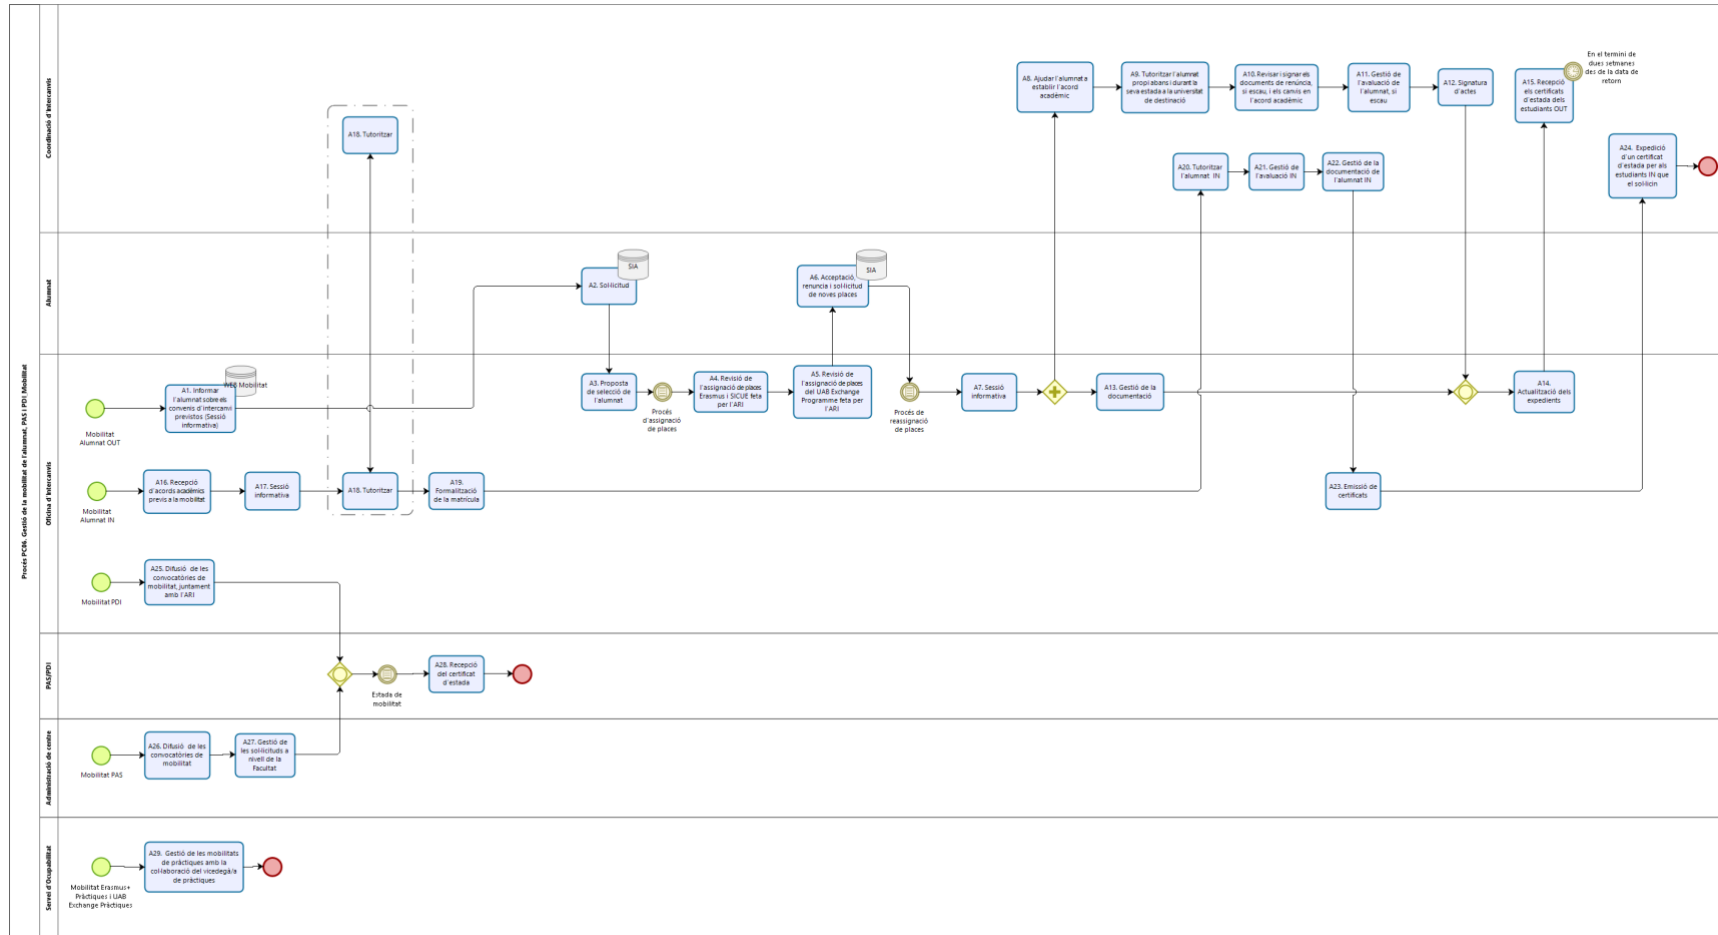 Procés PC06. Gestió de la mobilitat de l'alumnat, PAS i PDI_Mobilitat
Coordinació d'Intercanvis
A18. Tutoritzar
A8. Ajudar l'alumnat a
establir l'acord
acadèmic
A9. Tutoritzar l'alumnat
propi abans i durant la
seva estada a la universitat
de destinació
A10. Revisar i signar els
documents de renúncia,
si escau, i els canvis en
l'acord acadèmic
A11. Gestió de
l'avaluació de
l'alumnat, si
escau
A12. Signatura
d'actes
A15. Recepció
els certificats
d'estada dels
estudiants OUT
En el termini de
dues setmanes
des de la data de
retorn
A20. Tutoritzar
l'alumnat IN
A21. Gestió de
l'avaluació IN
A22. Gestió de la
documentació de
l'alumnat IN
A24. Expedició
d'un certificat
d'estada per als
estudiants IN que
el sol·licin
Alumnat
A2. Sol·licitud
SIA
A6. Acceptació,
renuncia i sol·licitud
de noves places
SIA
Oficina d'Intercanvis
Mobilitat
Alumnat OUT
A1. Informar
l'alumnat sobre els
convenis d'intercanvi
previstos (Sessió
informativa)
WEB Mobilitat
A3. Proposta
de selecció de
l'alumnat
Procés
d'assignació
de places
A4. Revisió de
l'assignació de places
Erasmus i SICUE feta
per l'ARI
A5. Revisió de
l'assignació de places
del UAB Exchange
Programme feta per
l'ARI
Procés de
reassignació
de places
A7. Sessió
informativa
A13. Gestió de la
documentació
A14.
Actualització dels
expedients
Mobilitat
Alumnat IN
A16. Recepció
d'acords acadèmics
previs a la mobilitat
A17. Sessió
informativa
A18. Tutoritzar
A19.
Formalització
de la matrícula
A23. Emissió de
certificats
Mobilitat PDI
A25. Difusió de les
convocatòries de
mobilitat, juntament
amb l'ARI
PAS/PDI
Estada de
mobilitat
A28. Recepció
del certificat
d'estada
Administració de centre
Mobilitat PAS
A26. Difusió de les
convocatòries de
mobilitat
A27. Gestió de
les sol·licituds a
nivell de la
Facultat
Servei d'Ocupabilitat
Mobilitat Erasmus+
Pràctiques i UAB
Exchange Pràctiques
A29. Gestió de les mobilitats
de pràctiques amb la
col·laboració del vicedegà/a
de pràctiques